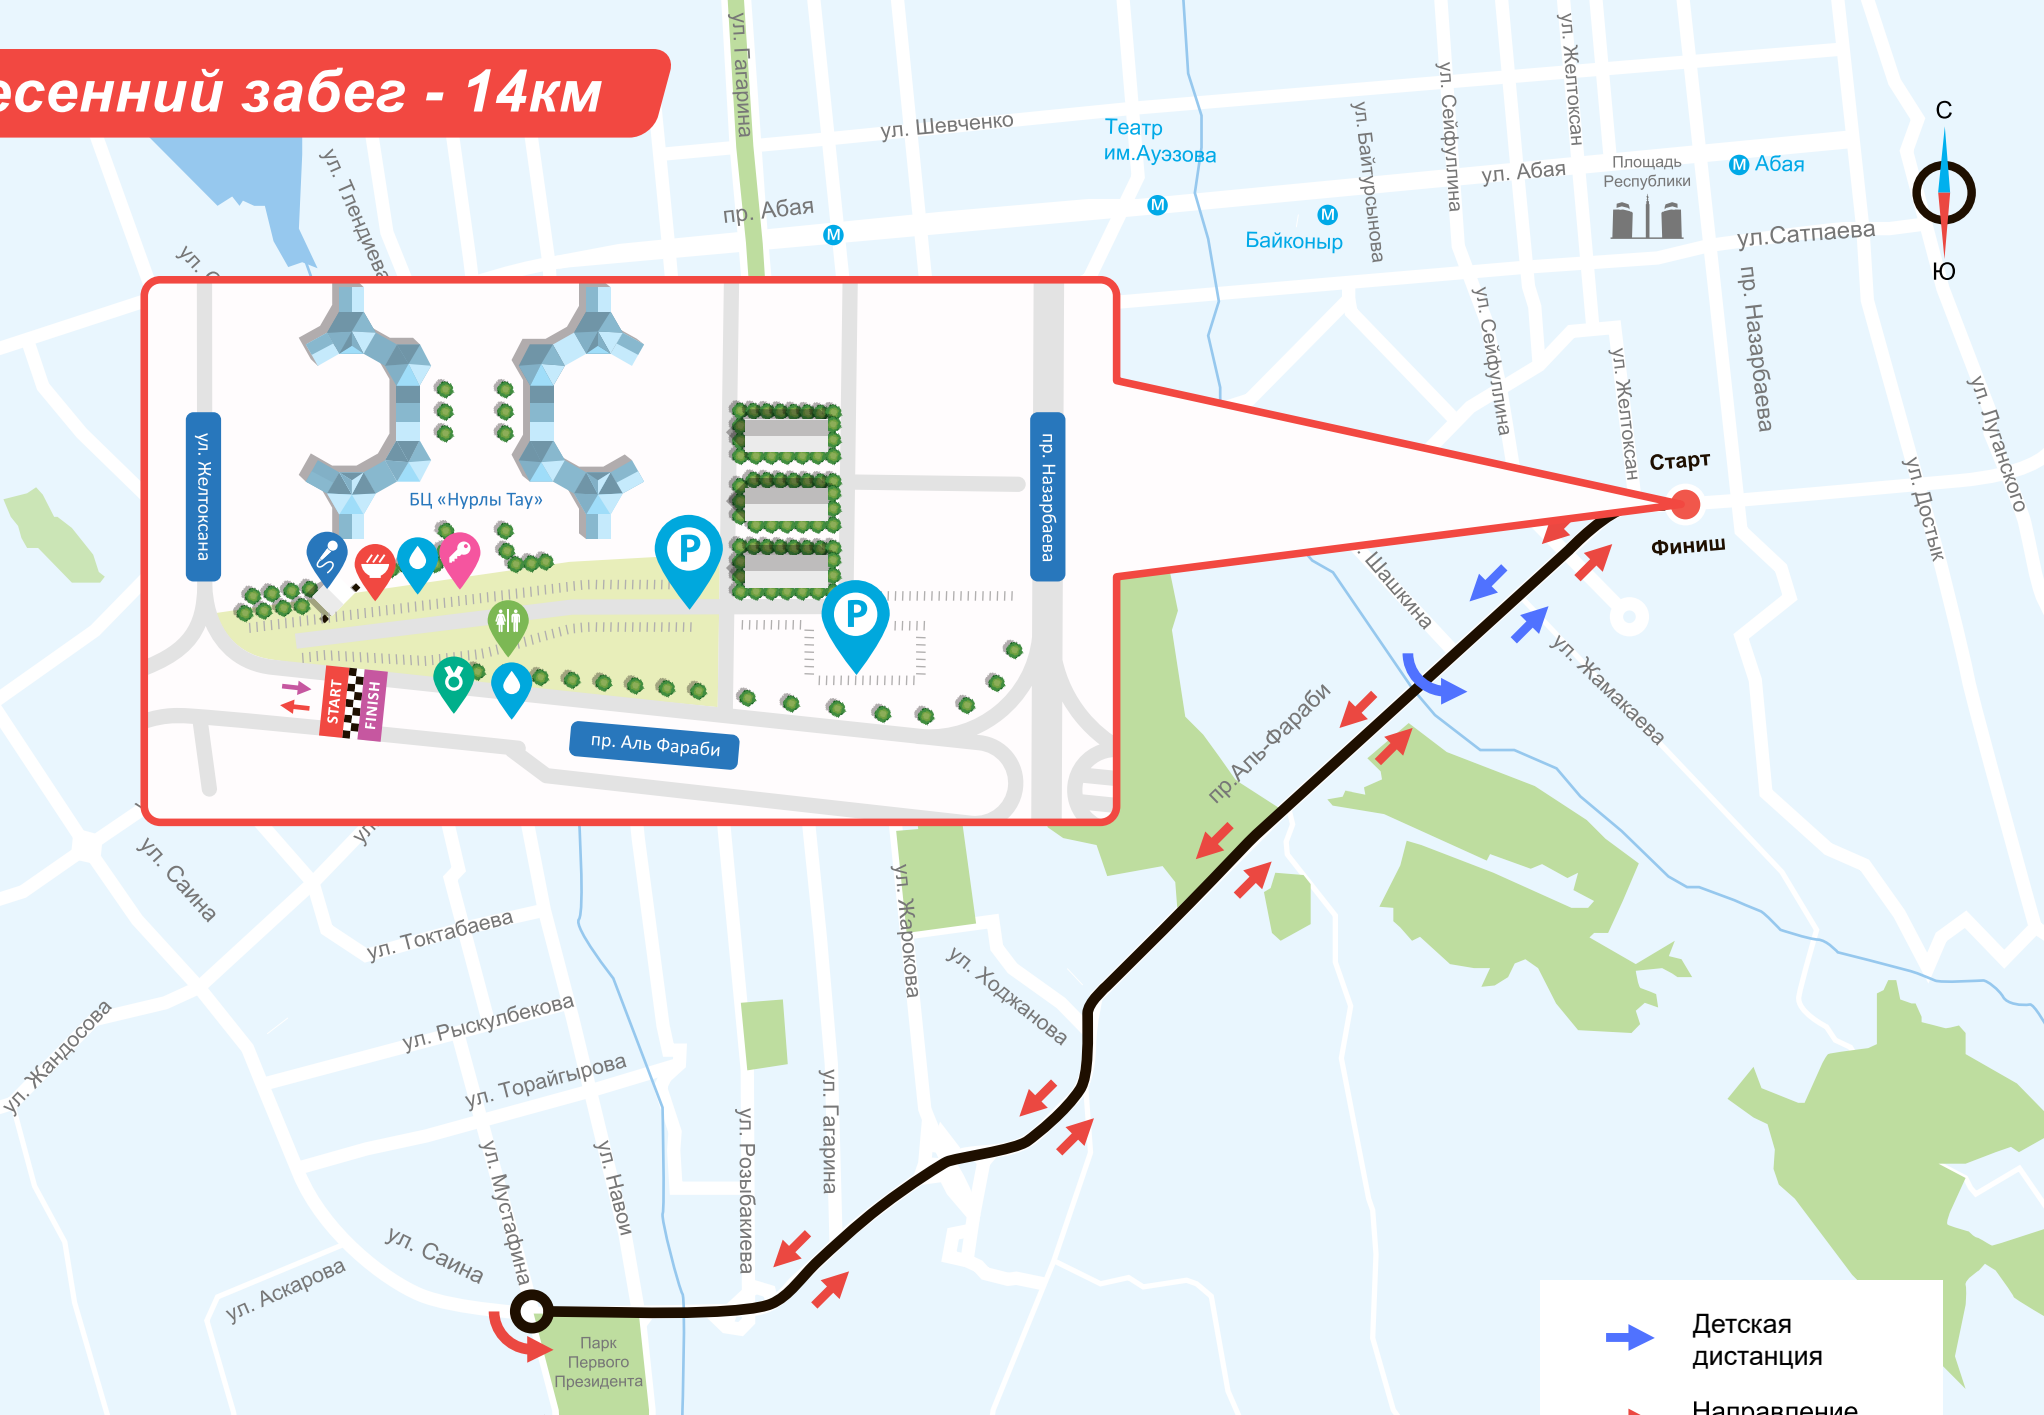 есенний забег - 14км
ул. Гагарина
ул. Шевченко
Театр
им.Ауэзова
ул. Байтурсынова
ул. Сейфуллина
ул. Желтоксан
ул. Абая
Площадь
Республики
М Абая
С
Ю
ул. Тлендиева
пр. Абая
М
М
М
Байконыр
ул.Сатпаева
пр. Назарбаева
ул. Сейфуллина
ул. Желтоксан
ул. Луганского
ул. Достык
Старт
Финиш
ул. Желтоксана
БЦ «Нурлы Тау»
пр. Назарбаева
P
P
START
FINISH
пр. Аль Фараби
Шашкина
ул. Жамакаева
пр.Аль-Фараби
ул. Саина
ул. Токтабаева
ул. Жарокова
ул. Ходжанова
ул. Жандосова
ул. Рыскулбекова
ул. Торайгырова
ул. Мустафина
ул. Навои
ул. Розыбакиева
ул. Гагарина
ул. Саина
ул. Аскарова
Парк
Первого
Президента
Детская
дистанция
Направление